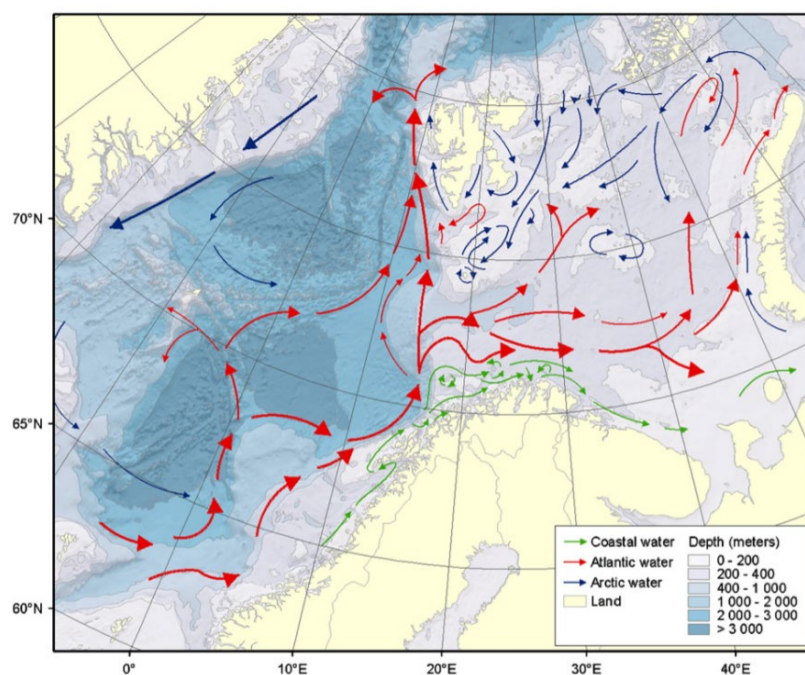 70°N
65°N
60°N
0°
10°E
20°E
30°E
40°E
Coastal water
Atlantic water
Arctic water
Land
Depth (meters)
0 - 200
200 - 400
400 - 1 000
1 000 - 2 000
2 000 - 3 000
> 3 000